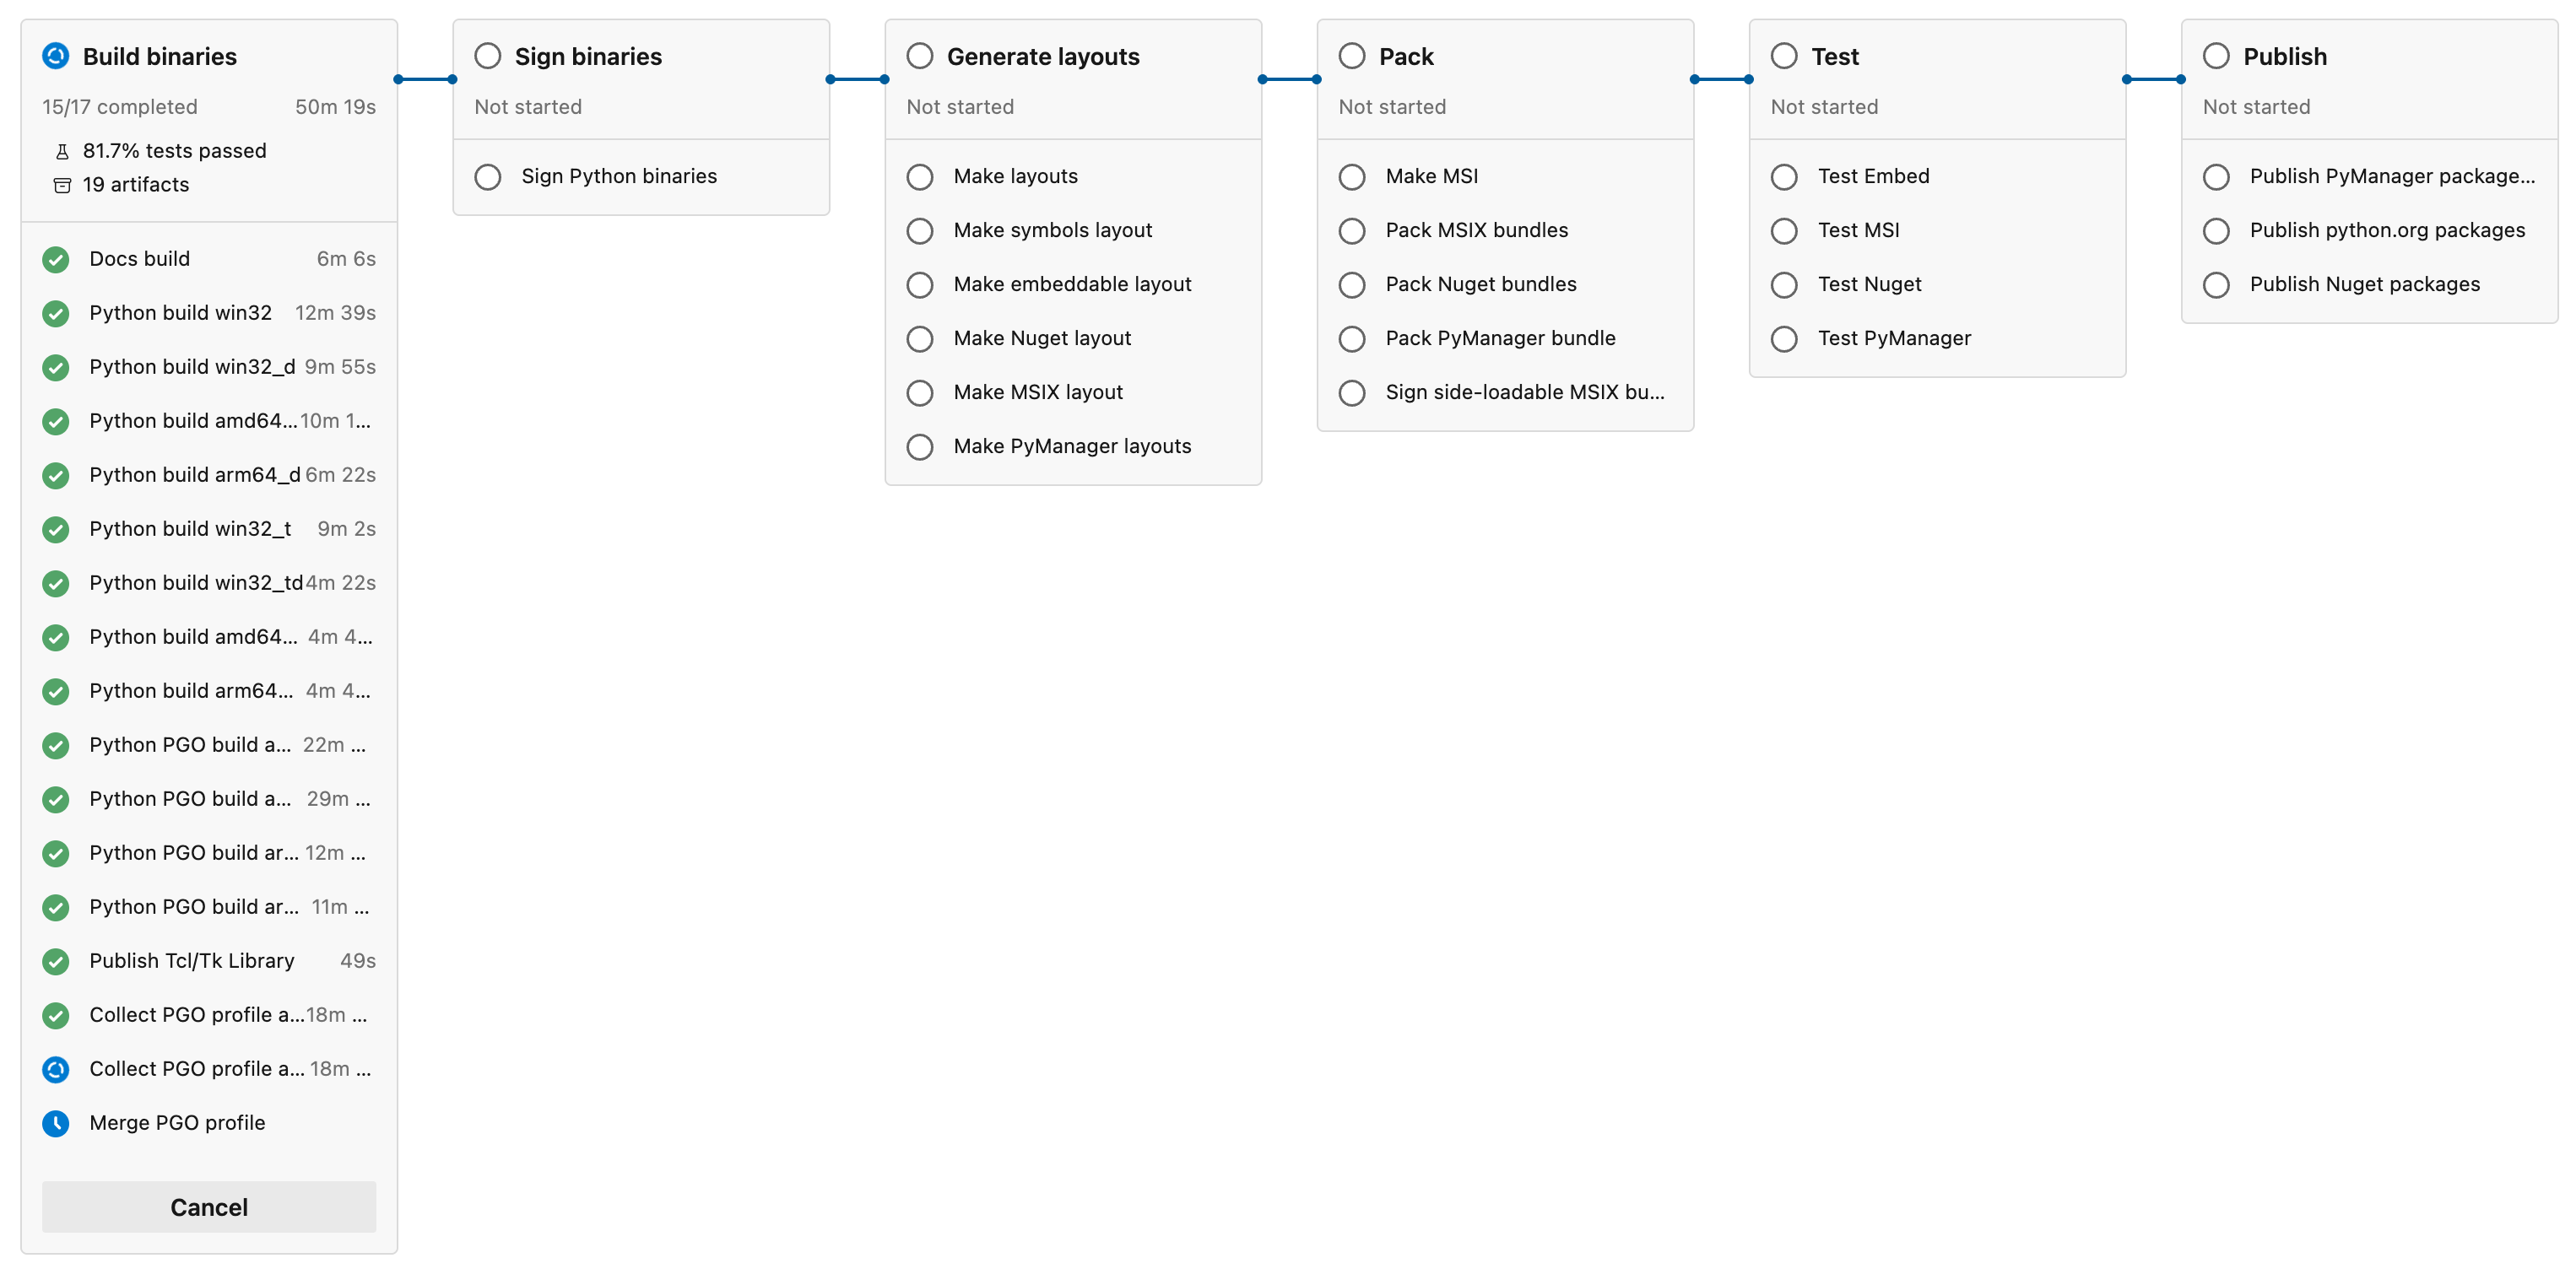 Build binaries
15/17 completed 50m 19s
81.7% tests passed
19 artifacts
Docs build 6m 6s
Python build win32 12m 39s
Python build win32_d 9m 55s
Python build amd64... 10m 1...
Python build arm64_d 6m 22s
Python build win32_t 9m 2s
Python build win32_td 4m 22s
Python build amd64... 4m 4...
Python build arm64... 4m 4...
Python PGO build a... 22m ...
Python PGO build a... 29m ...
Python PGO build ar... 12m ...
Python PGO build ar... 11m ...
Publish Tcl/Tk Library 49s
Collect PGO profile a... 18m ...
Collect PGO profile a... 18m ...
Merge PGO profile
Cancel
Sign binaries
Not started
Sign Python binaries
Generate layouts
Not started
Make layouts
Make symbols layout
Make embeddable layout
Make Nuget layout
Make MSIX layout
Make PyManager layouts
Pack
Not started
Make MSI
Pack MSIX bundles
Pack Nuget bundles
Pack PyManager bundle
Sign side-loadable MSIX bu...
Test
Not started
Test Embed
Test MSI
Test Nuget
Test PyManager
Publish
Not started
Publish PyManager package...
Publish python.org packages
Publish Nuget packages